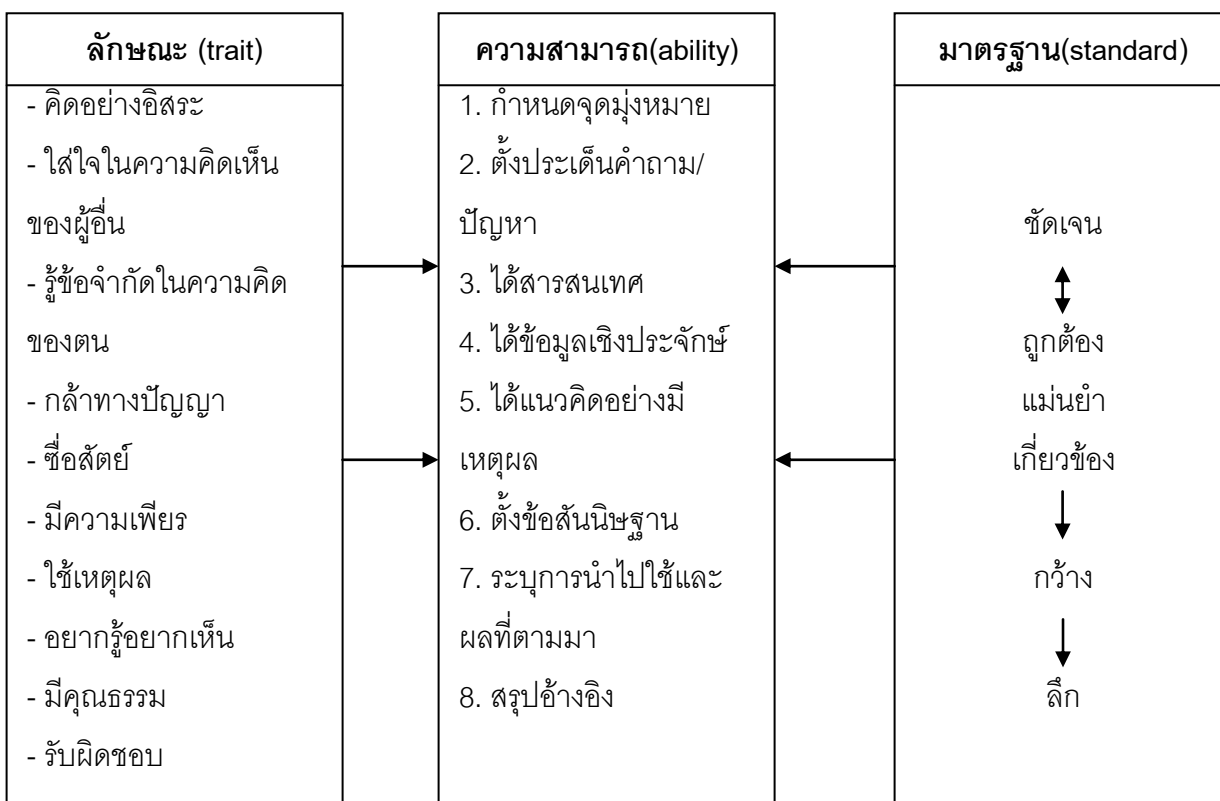 ลักษณะ (trait)
- คิดอย่างอิสระ
- ใส่ใจในความคิดเห็น
ของผู้อื่น
- รู้ข้อจำกัดในความคิด
ของตน
- กล้าทางปัญญา
- ซื่อสัตย์
- มีความเพียร
- ใช้เหตุผล
- อยากรู้อยากเห็น
- มีคุณธรรม
- รับผิดชอบ
ความสามารถ(ability)
1. กำหนดจุดมุ่งหมาย
2. ตั้งประเด็นคำถาม/
ปัญหา
3. ได้สารสนเทศ
4. ได้ข้อมูลเชิงประจักษ์
5. ได้แนวคิดอย่างมี
เหตุผล
6. ตั้งข้อสันนิษฐาน
7. ระบุการนำไปใช้และ
ผลที่ตามมา
8. สรุปอ้างอิง
มาตรฐาน(standard)
ชัดเจน
ถูกต้อง
แม่นยำ
เกี่ยวข้อง
กว้าง
ลึก